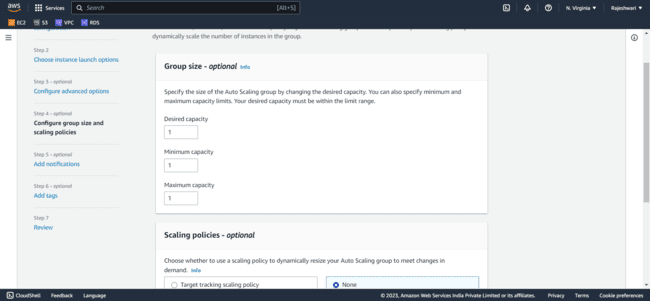 aws
Services
Search
[Alt+S]
N. Virginia
Rajeshwari
EC2
S3
VPC
RDS
dynamically scale the number of instances in the group.
Step 2
Choose instance launch options
Step 3 - optional
Configure advanced options
Step 4 - optional
Configure group size and
scaling policies
Step 5 - optional
Add notifications
Step 6 - optional
Add tags
Step 7
Review
Group size - optional Info
Specify the size of the Auto Scaling group by changing the desired capacity. You can also specify minimum and
maximum capacity limits. Your desired capacity must be within the limit range.
Desired capacity
1
Minimum capacity
1
Maximum capacity
1
Scaling policies - optional
Choose whether to use a scaling policy to dynamically resize your Auto Scaling group to meet changes in
demand. Info
Target tracking scaling policy
None
CloudShell
Feedback
Language
© 2023, Amazon Web Services India Private Limited or its affiliates.
Privacy
Terms
Cookie preferences